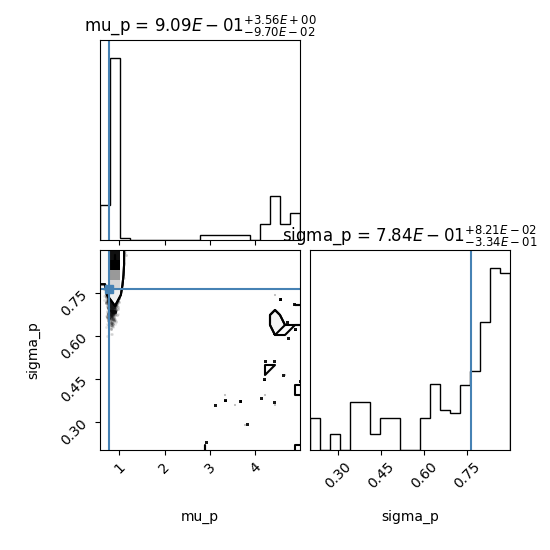 mu_p = 9.09E − 01+3.56E+00 −9.70E−02
sigma_p = 7.84E − 01+8.21E−02 −3.34E−01
sigma_p
0.75
0.60
0.45
0.30
1 2 3 4
0.30 0.45 0.60 0.75
mu_p sigma_p